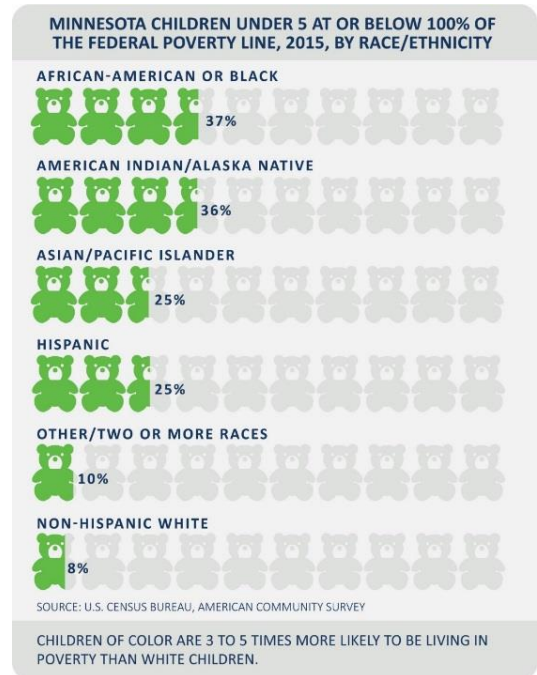 MINNESOTA CHILDREN UNDER 5 AT OR BELOW 100% OF
THE FEDERAL POVERTY LINE, 2015, BY RACE/ETHNICITY
AFRICAN-AMERICAN OR BLACK
37%
AMERICAN INDIAN/ALASKA NATIVE
36%
ASIAN/PACIFIC ISLANDER
25%
HISPANIC
25%
OTHER/TWO OR MORE RACES
10%
NON-HISPANIC WHITE
8%
SOURCE: U.S. CENSUS BUREAU, AMERICAN COMMUNITY SURVEY
CHILDREN OF COLOR ARE 3 TO 5 TIMES MORE LIKELY TO BE LIVING IN
POVERTY THAN WHITE CHILDREN.